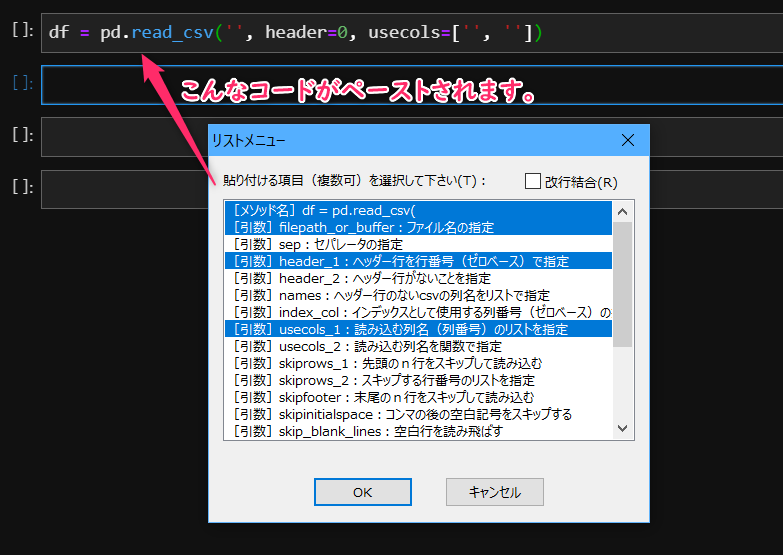 [ ]: df = pd.read_csv('', header=0, usecols=['', ''])
[ ]:
こんなコードがペーストされます。
[ ]:
[ ]:
リストメニュー
貼り付ける項目（複数可）を選択して下さい(T)：
改行結合(R)
［メソッド名］df = pd.read_csv(
［引数］filepath_or_buffer：ファイル名の指定
［引数］sep：セパレータの指定
［引数］header_1：ヘッダー行を行番号（ゼロベース）で指定
［引数］header_2：ヘッダー行がないことを指定
［引数］names：ヘッダー行のないcsvの列名をリストで指定
［引数］index_col：インデックスとして使用する列番号（ゼロベース）の
［引数］usecols_1：読み込む列名（列番号）のリストを指定
［引数］usecols_2：読み込む列名を関数で指定
［引数］skiprows_1：先頭のｎ行をスキップして読み込む
［引数］skiprows_2：スキップする行番号のリストを指定
［引数］skipfooter：末尾のｎ行をスキップして読み込む
［引数］skipinitialspace：コンマの後の空白記号をスキップする
［引数］skip_blank_lines：空白行を読み飛ばす
OK
キャンセル